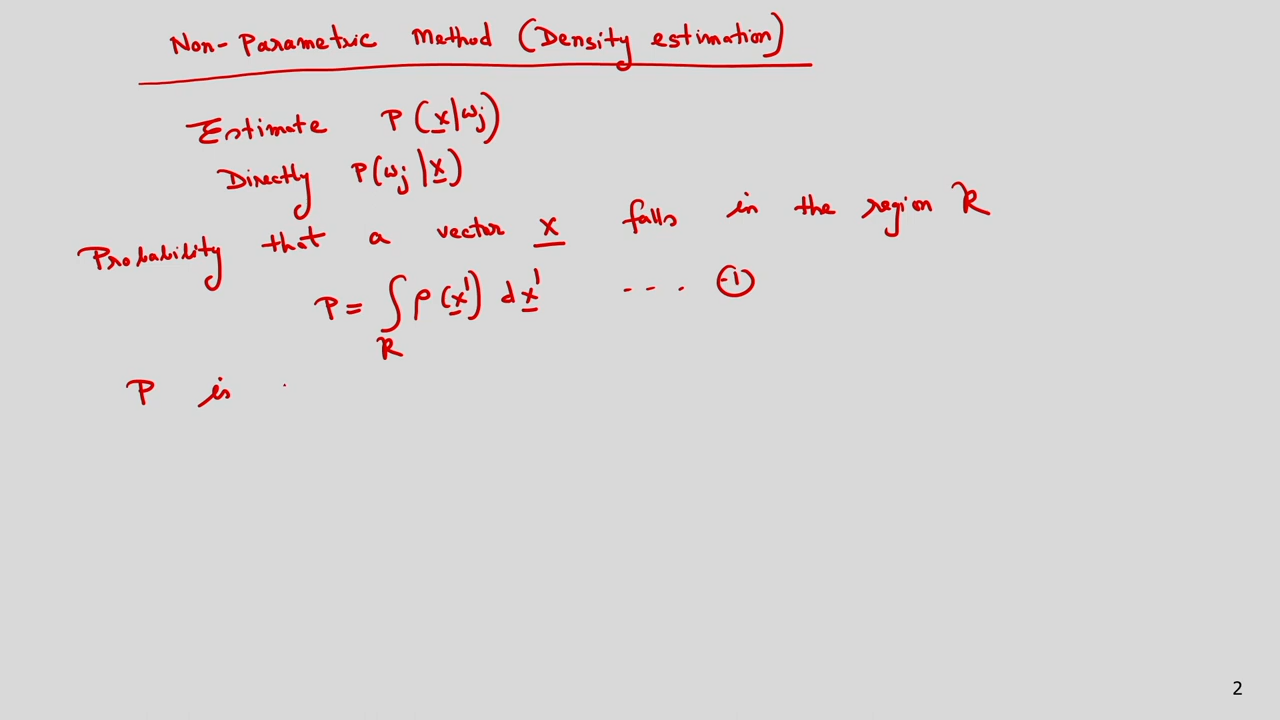 Non-Parametric Method (Density estimation)
Estimate P(x|ωj)
Directly P(ωj|x)
Probability that a vector x falls in the region R
P = ∫R p(x') dx' ---- ①
P is
2